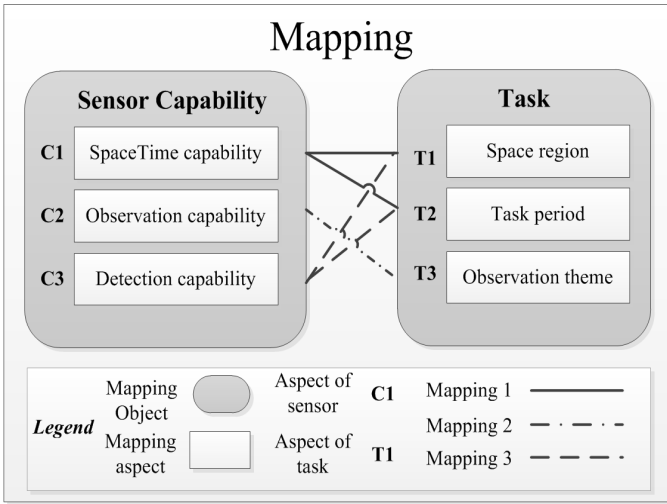 Mapping
Sensor Capability
C1 SpaceTime capability
C2 Observation capability
C3 Detection capability
Task
T1 Space region
T2 Task period
T3 Observation theme
Legend
Mapping
Object
Mapping
aspect
Aspect of
sensor
C1
Aspect of
task
T1
Mapping 1
Mapping 2
Mapping 3